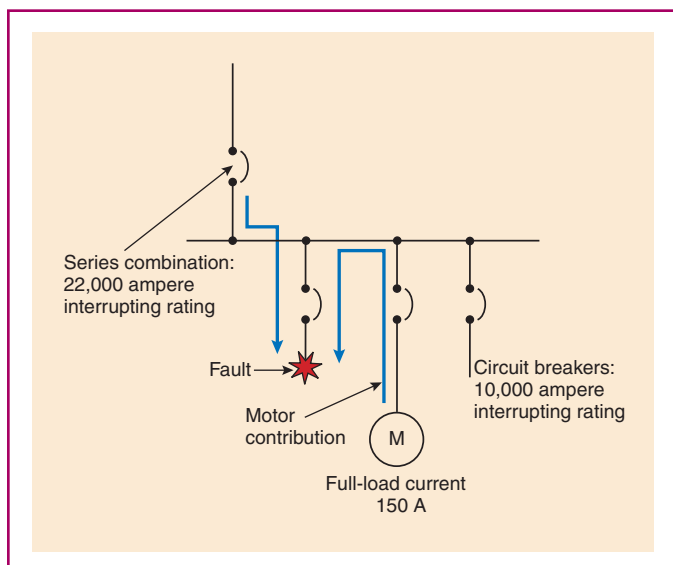 Series combination:
22,000 ampere
interrupting rating
Fault
Motor
contribution
M
Circuit breakers:
10,000 ampere
interrupting rating
Full-load current
150 A